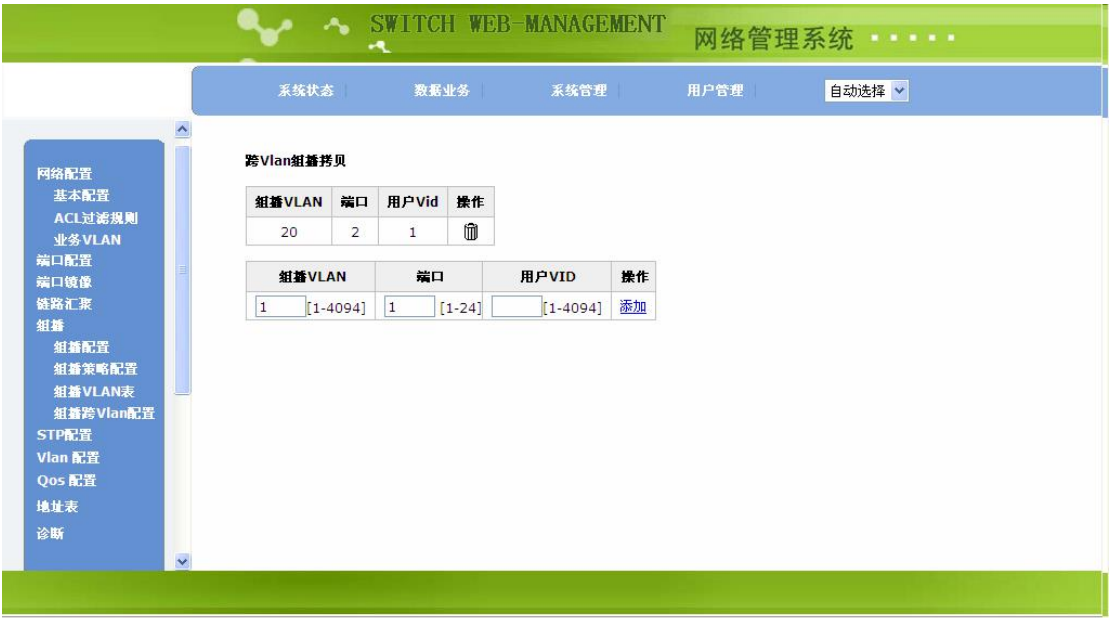 SWITCH WEB-MANAGEMENT 网络管理系统
系统状态 数据业务 系统管理 用户管理 自动选择
网络配置
基本配置
ACL过滤规则
业务VLAN
端口配置
端口镜像
链路汇聚
组播
组播配置
组播策略配置
组播VLAN表
组播跨Vlan配置
STP配置
Vlan 配置
Qos 配置
地址表
诊断
跨Vlan组播拷贝
组播VLAN 端口 用户Vid 操作
20 2 1
组播VLAN 端口 用户VID 操作
1 [1-4094] 1 [1-24] [1-4094] 添加